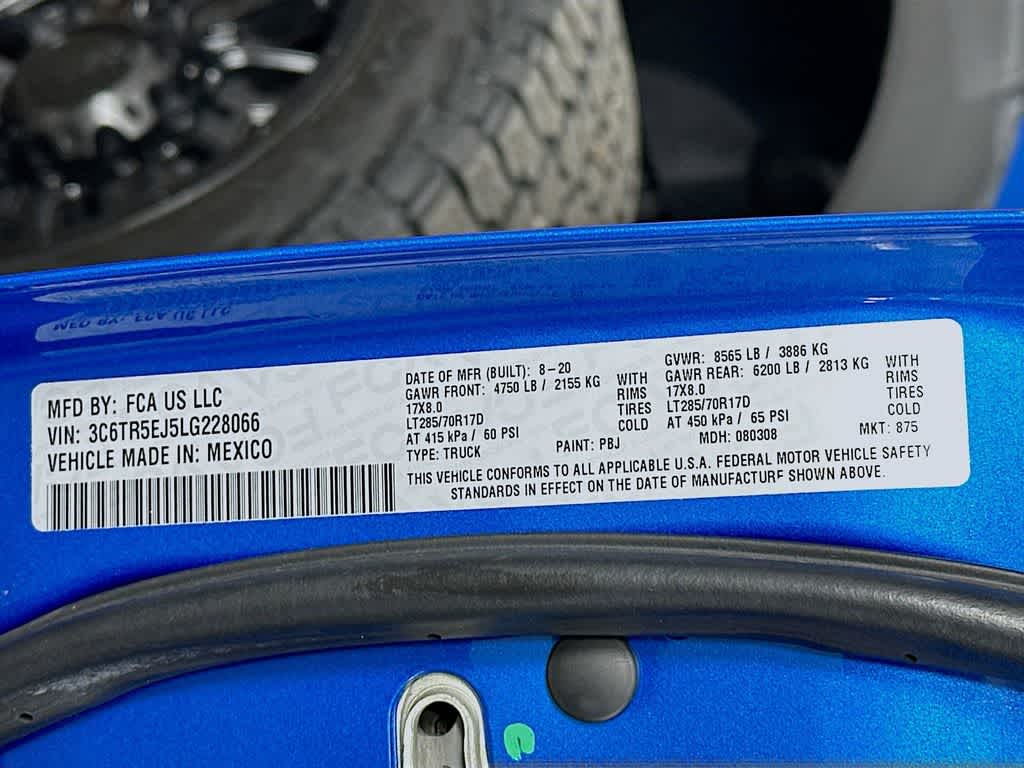 MFD BY: FCA US LLC
VIN: 3C6TR5EJ5LG228066
VEHICLE MADE IN: MEXICO
DATE OF MFR (BUILT): 8-20
GAWR FRONT: 4750 LB / 2155 KG WITH
17X8.0 RIMS
LT285/70R17D TIRES
AT 415 kPa / 60 PSI COLD
TYPE: TRUCK PAINT: PBJ
GVWR: 8565 LB / 3886 KG
GAWR REAR: 6200 LB / 2813 KG WITH
17X8.0 RIMS
LT285/70R17D TIRES
AT 450 kPa / 65 PSI COLD
MDH: 080308 MKT: 875
THIS VEHICLE CONFORMS TO ALL APPLICABLE U.S.A. FEDERAL MOTOR VEHICLE SAFETY
STANDARDS IN EFFECT ON THE DATE OF MANUFACTURE SHOWN ABOVE.